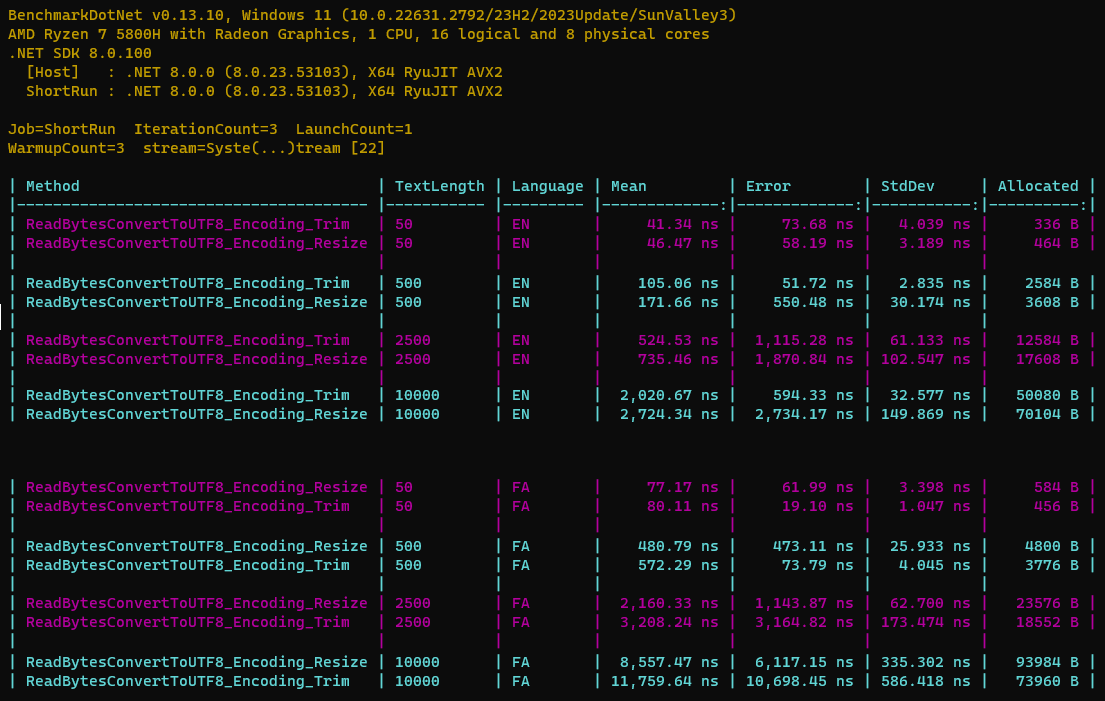 BenchmarkDotNet v0.13.10, Windows 11 (10.0.22631.2792/23H2/2023Update/SunValley3)
AMD Ryzen 7 5800H with Radeon Graphics, 1 CPU, 16 logical and 8 physical cores
.NET SDK 8.0.100
  [Host]   : .NET 8.0.0 (8.0.23.53103), X64 RyuJIT AVX2
  ShortRun : .NET 8.0.0 (8.0.23.53103), X64 RyuJIT AVX2
Job=ShortRun  IterationCount=3  LaunchCount=1
WarmupCount=3  stream=Syste(...)tream [22]
| Method                                | TextLength | Language | Mean         | Error        | StdDev     | Allocated |
|-------------------------------------- |----------- |--------- |-------------:|-------------:|-----------:|----------:|
| ReadBytesConvertToUTF8_Encoding_Trim   | 50         | EN       |     41.34 ns |     73.68 ns |   4.039 ns |     336 B |
| ReadBytesConvertToUTF8_Encoding_Resize | 50         | EN       |     46.47 ns |     58.19 ns |   3.189 ns |     464 B |
|                                        |            |          |              |              |            |           |
| ReadBytesConvertToUTF8_Encoding_Trim   | 500        | EN       |    105.06 ns |     51.72 ns |   2.835 ns |    2584 B |
| ReadBytesConvertToUTF8_Encoding_Resize | 500        | EN       |    171.66 ns |    550.48 ns |  30.174 ns |    3608 B |
|                                        |            |          |              |              |            |           |
| ReadBytesConvertToUTF8_Encoding_Trim   | 2500       | EN       |    524.53 ns |  1,115.28 ns |  61.133 ns |   12584 B |
| ReadBytesConvertToUTF8_Encoding_Resize | 2500       | EN       |    735.46 ns |  1,870.84 ns | 102.547 ns |   17608 B |
|                                        |            |          |              |              |            |           |
| ReadBytesConvertToUTF8_Encoding_Trim   | 10000      | EN       |  2,020.67 ns |    594.33 ns |  32.577 ns |   50080 B |
| ReadBytesConvertToUTF8_Encoding_Resize | 10000      | EN       |  2,724.34 ns |  2,734.17 ns | 149.869 ns |   70104 B |
| ReadBytesConvertToUTF8_Encoding_Resize | 50         | FA       |     77.17 ns |     61.99 ns |   3.398 ns |     584 B |
| ReadBytesConvertToUTF8_Encoding_Trim   | 50         | FA       |     80.11 ns |     19.10 ns |   1.047 ns |     456 B |
|                                        |            |          |              |              |            |           |
| ReadBytesConvertToUTF8_Encoding_Resize | 500        | FA       |    480.79 ns |    473.11 ns |  25.933 ns |    4800 B |
| ReadBytesConvertToUTF8_Encoding_Trim   | 500        | FA       |    572.29 ns |     73.79 ns |   4.045 ns |    3776 B |
|                                        |            |          |              |              |            |           |
| ReadBytesConvertToUTF8_Encoding_Resize | 2500       | FA       |  2,160.33 ns |  1,143.87 ns |  62.700 ns |   23576 B |
| ReadBytesConvertToUTF8_Encoding_Trim   | 2500       | FA       |  3,208.24 ns |  3,164.82 ns | 173.474 ns |   18552 B |
|                                        |            |          |              |              |            |           |
| ReadBytesConvertToUTF8_Encoding_Resize | 10000      | FA       |  8,557.47 ns |  6,117.15 ns | 335.302 ns |   93984 B |
| ReadBytesConvertToUTF8_Encoding_Trim   | 10000      | FA       | 11,759.64 ns | 10,698.45 ns | 586.418 ns |   73960 B |